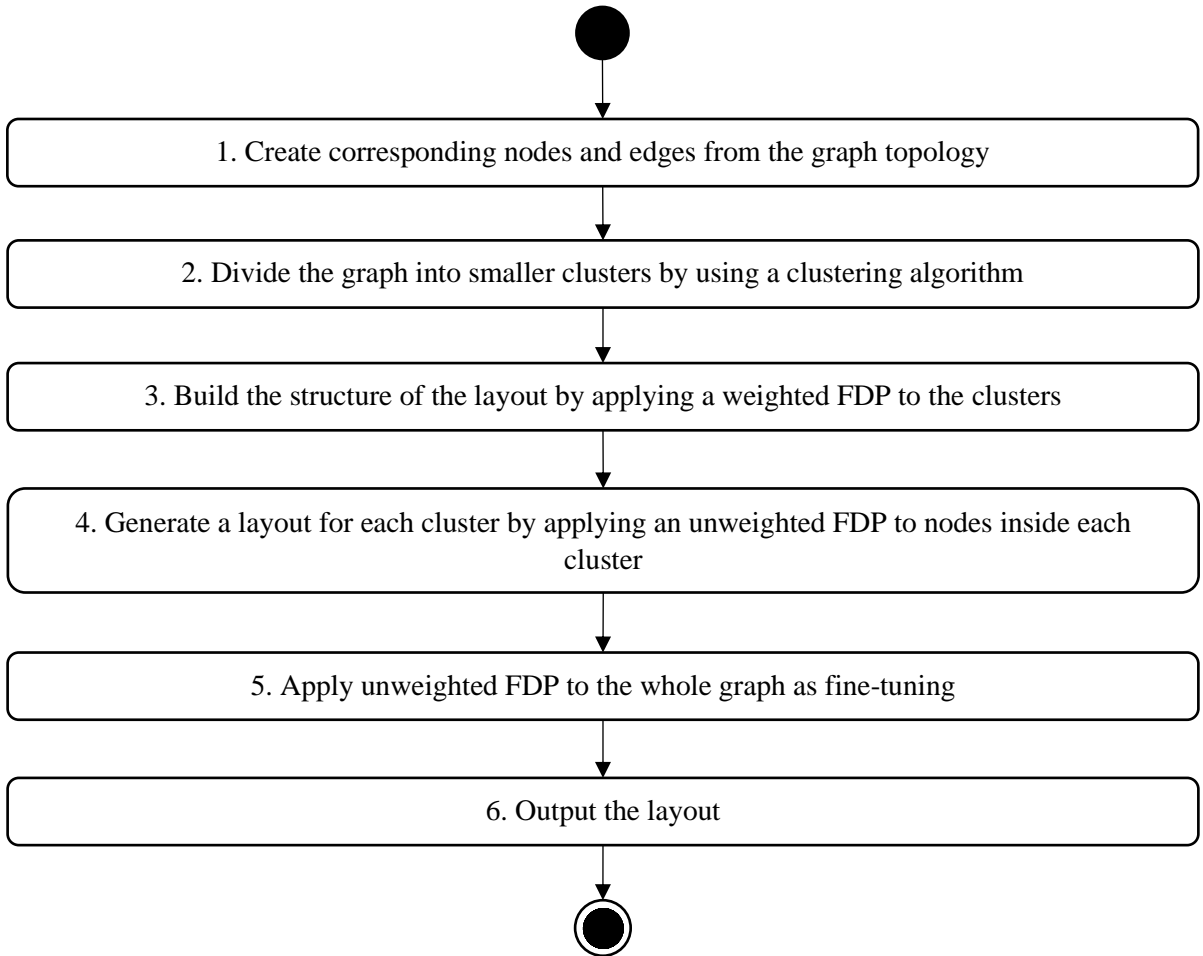 1. Create corresponding nodes and edges from the graph topology
2. Divide the graph into smaller clusters by using a clustering algorithm
3. Build the structure of the layout by applying a weighted FDP to the clusters
4. Generate a layout for each cluster by applying an unweighted FDP to nodes inside each
cluster
5. Apply unweighted FDP to the whole graph as fine-tuning
6. Output the layout